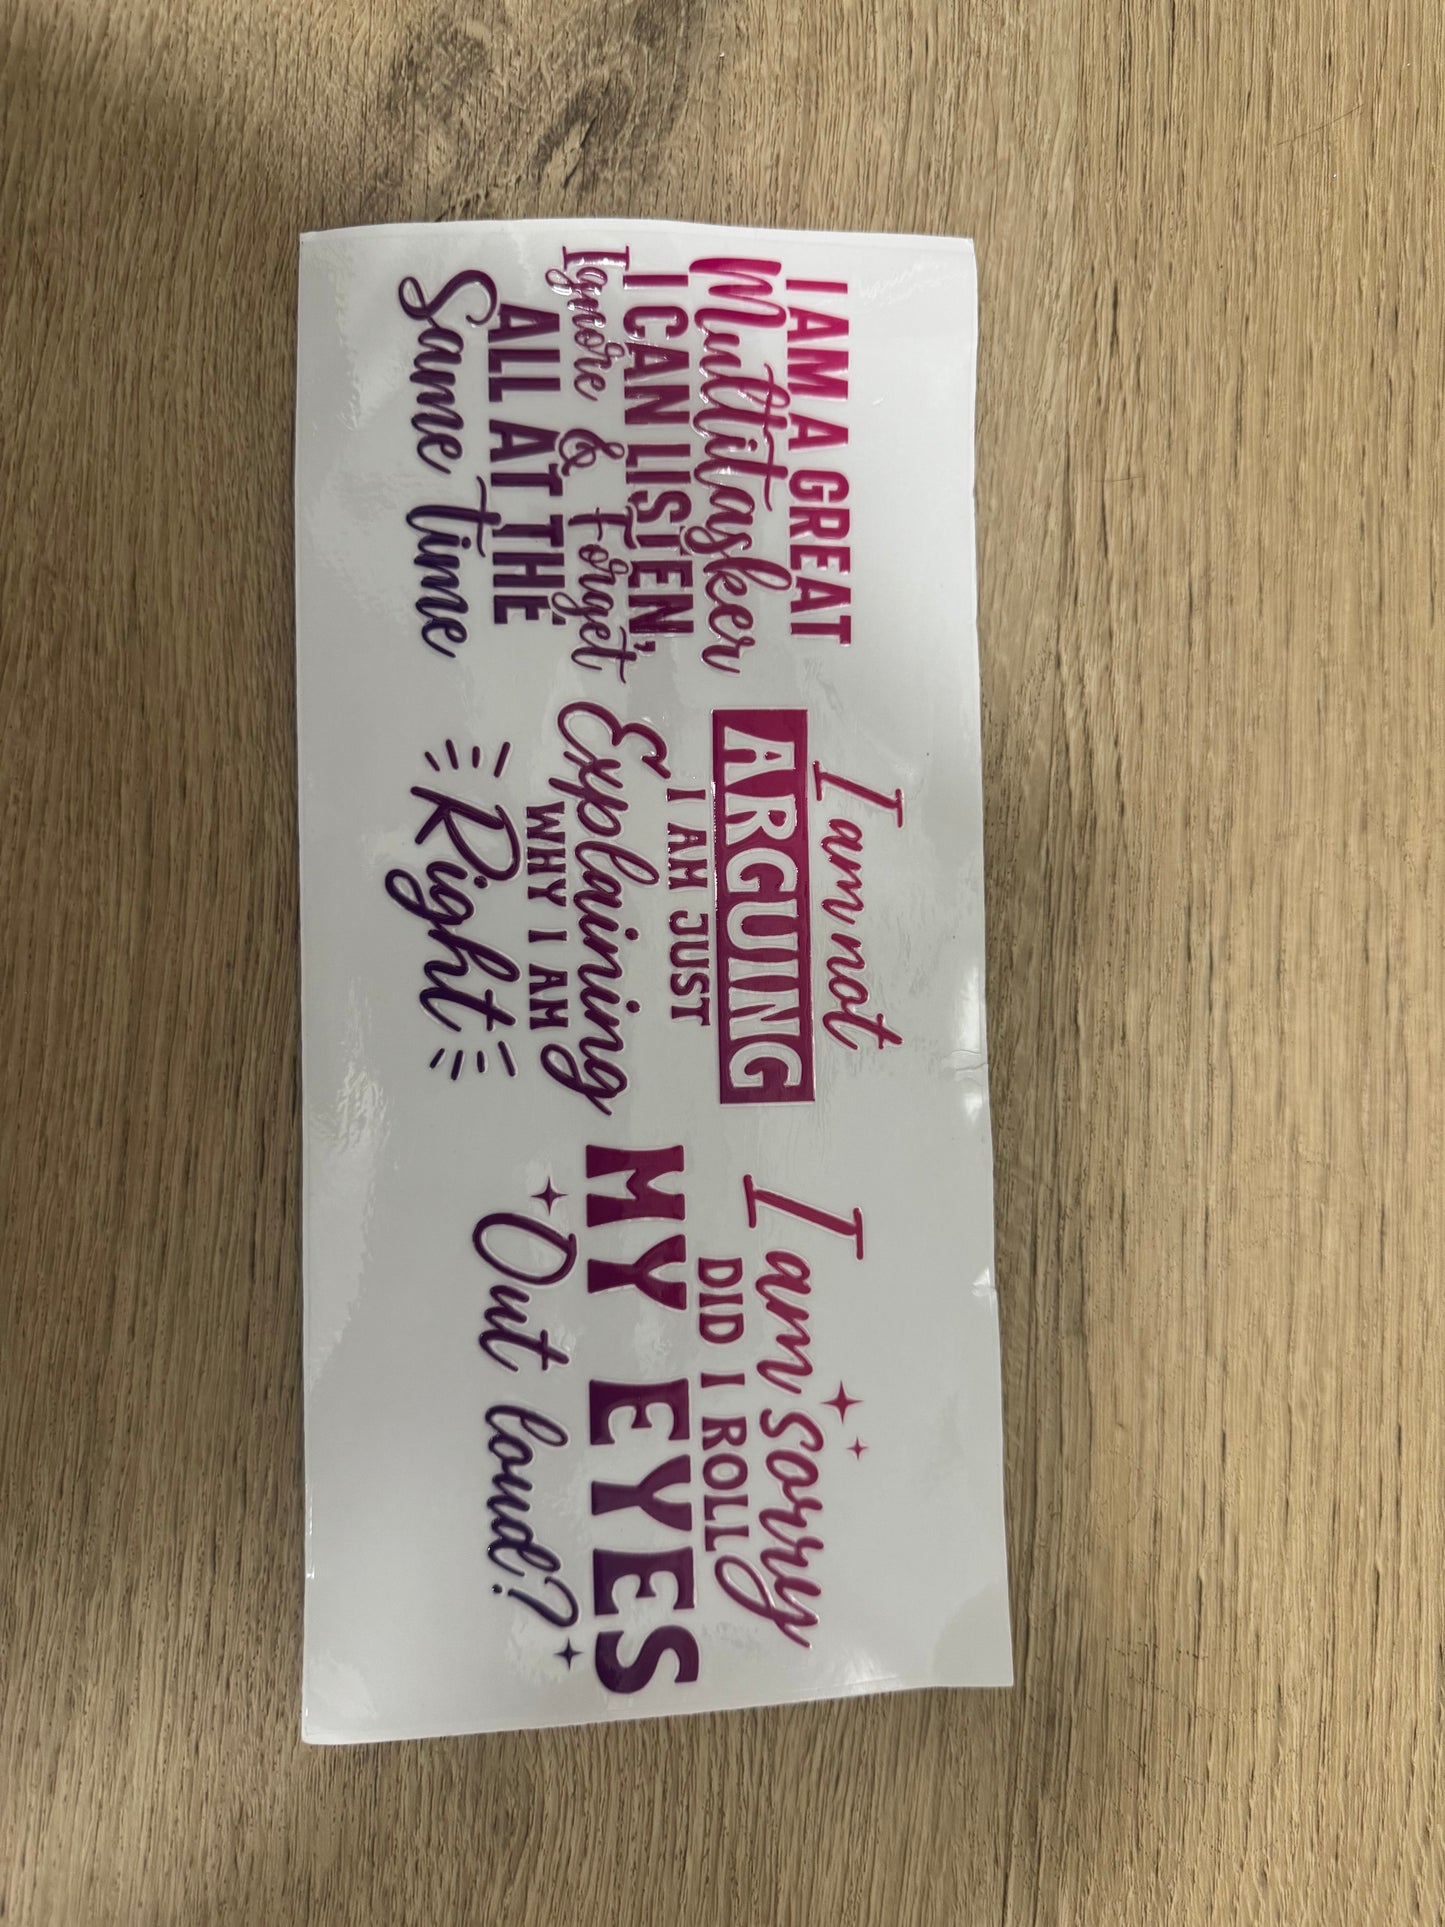 I AM A GREAT
Multitasker
I CAN LISTEN,
Ignore & Forget
ALL AT THE
Same Time
I am not
ARGUING
I AM JUST
Explaining
WHY I AM
Right
I am sorry
DID I ROLL
MY EYES
Out loud?